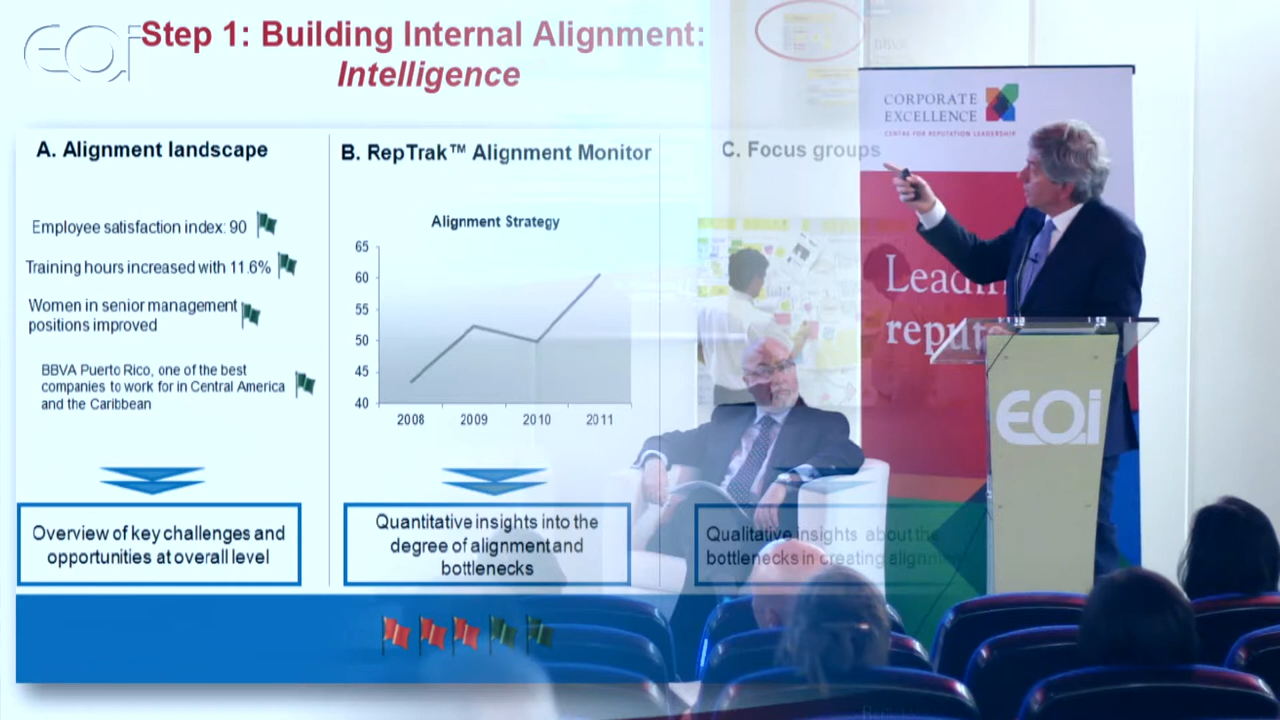 EOi
Step 1: Building Internal Alignment:
Intelligence
CORPORATE
EXCELLENCE
CENTRE FOR REPUTATION LEADERSHIP
A. Alignment landscape
B. RepTrak™ Alignment Monitor
C. Focus groups
Employee satisfaction index: 90
Training hours increased with 11.6%
Women in senior management
positions improved
BBVA Puerto Rico, one of the best
companies to work for in Central America
and the Caribbean
Alignment Strategy
65
60
55
50
45
40
2008
2009
2010
2011
EOi
Overview of key challenges and
opportunities at overall level
Quantitative insights into the
degree of alignment and
bottlenecks
Qualitative insights about the
bottlenecks in creating